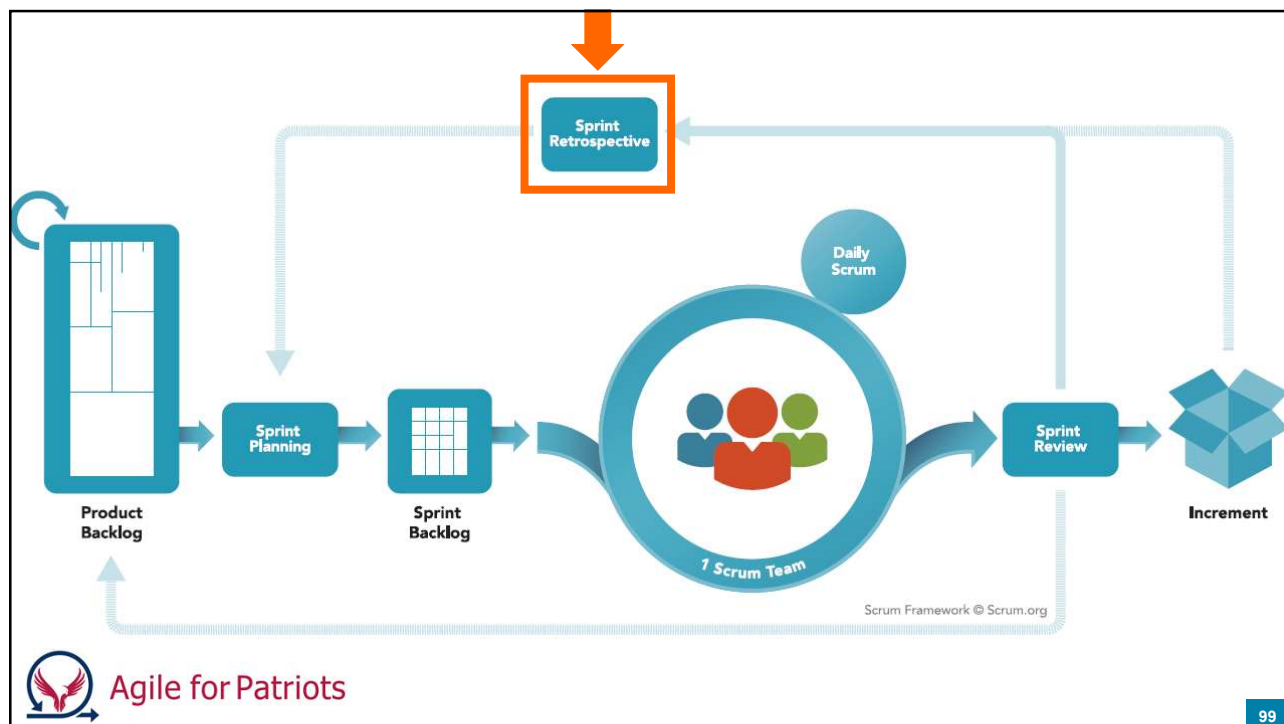 Sprint
Retrospective
Daily
Scrum
Sprint
Planning
Sprint
Review
Product
Backlog
Sprint
Backlog
Increment
1 Scrum Team
Scrum Framework © Scrum.org
Agile for Patriots
99